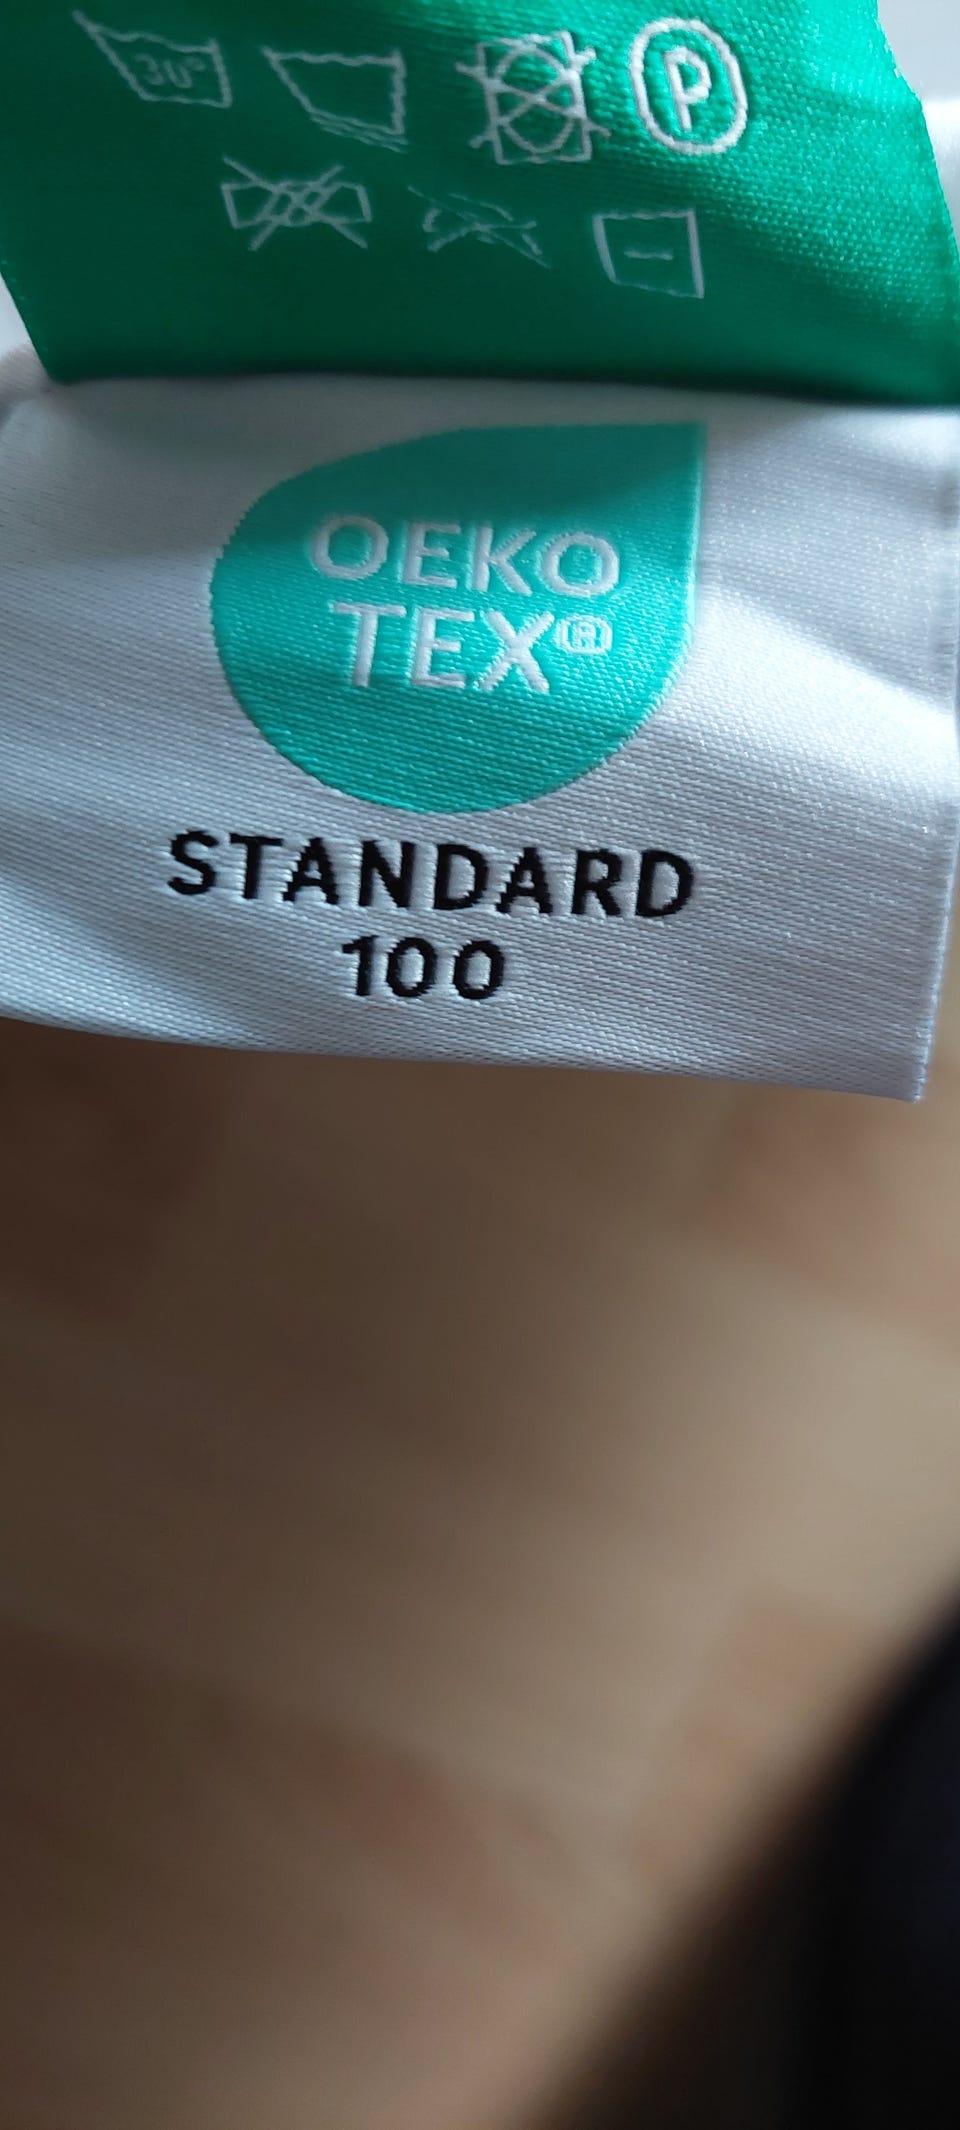 30°
P
OEKO
TEX®
STANDARD
100